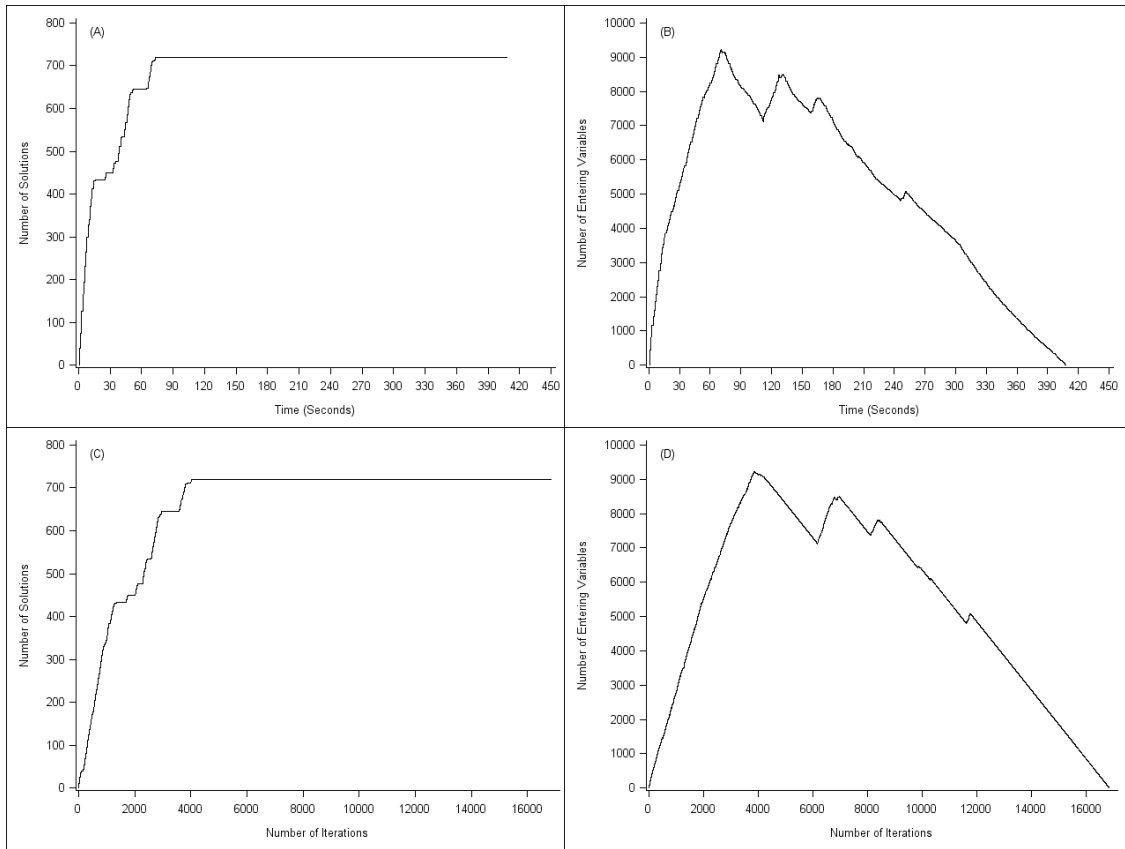 (A)
800
700
600
500
400
300
200
100
0
Number of Solutions
0 30 60 90 120 150 180 210 240 270 300 330 360 390 420 450
Time (Seconds)
(B)
10000
9000
8000
7000
6000
5000
4000
3000
2000
1000
0
Number of Entering Variables
0 30 60 90 120 150 180 210 240 270 300 330 360 390 420 450
Time (Seconds)
(C)
800
700
600
500
400
300
200
100
0
Number of Solutions
0 2000 4000 6000 8000 10000 12000 14000 16000
Number of Iterations
(D)
10000
9000
8000
7000
6000
5000
4000
3000
2000
1000
0
Number of Entering Variables
0 2000 4000 6000 8000 10000 12000 14000 16000
Number of Iterations